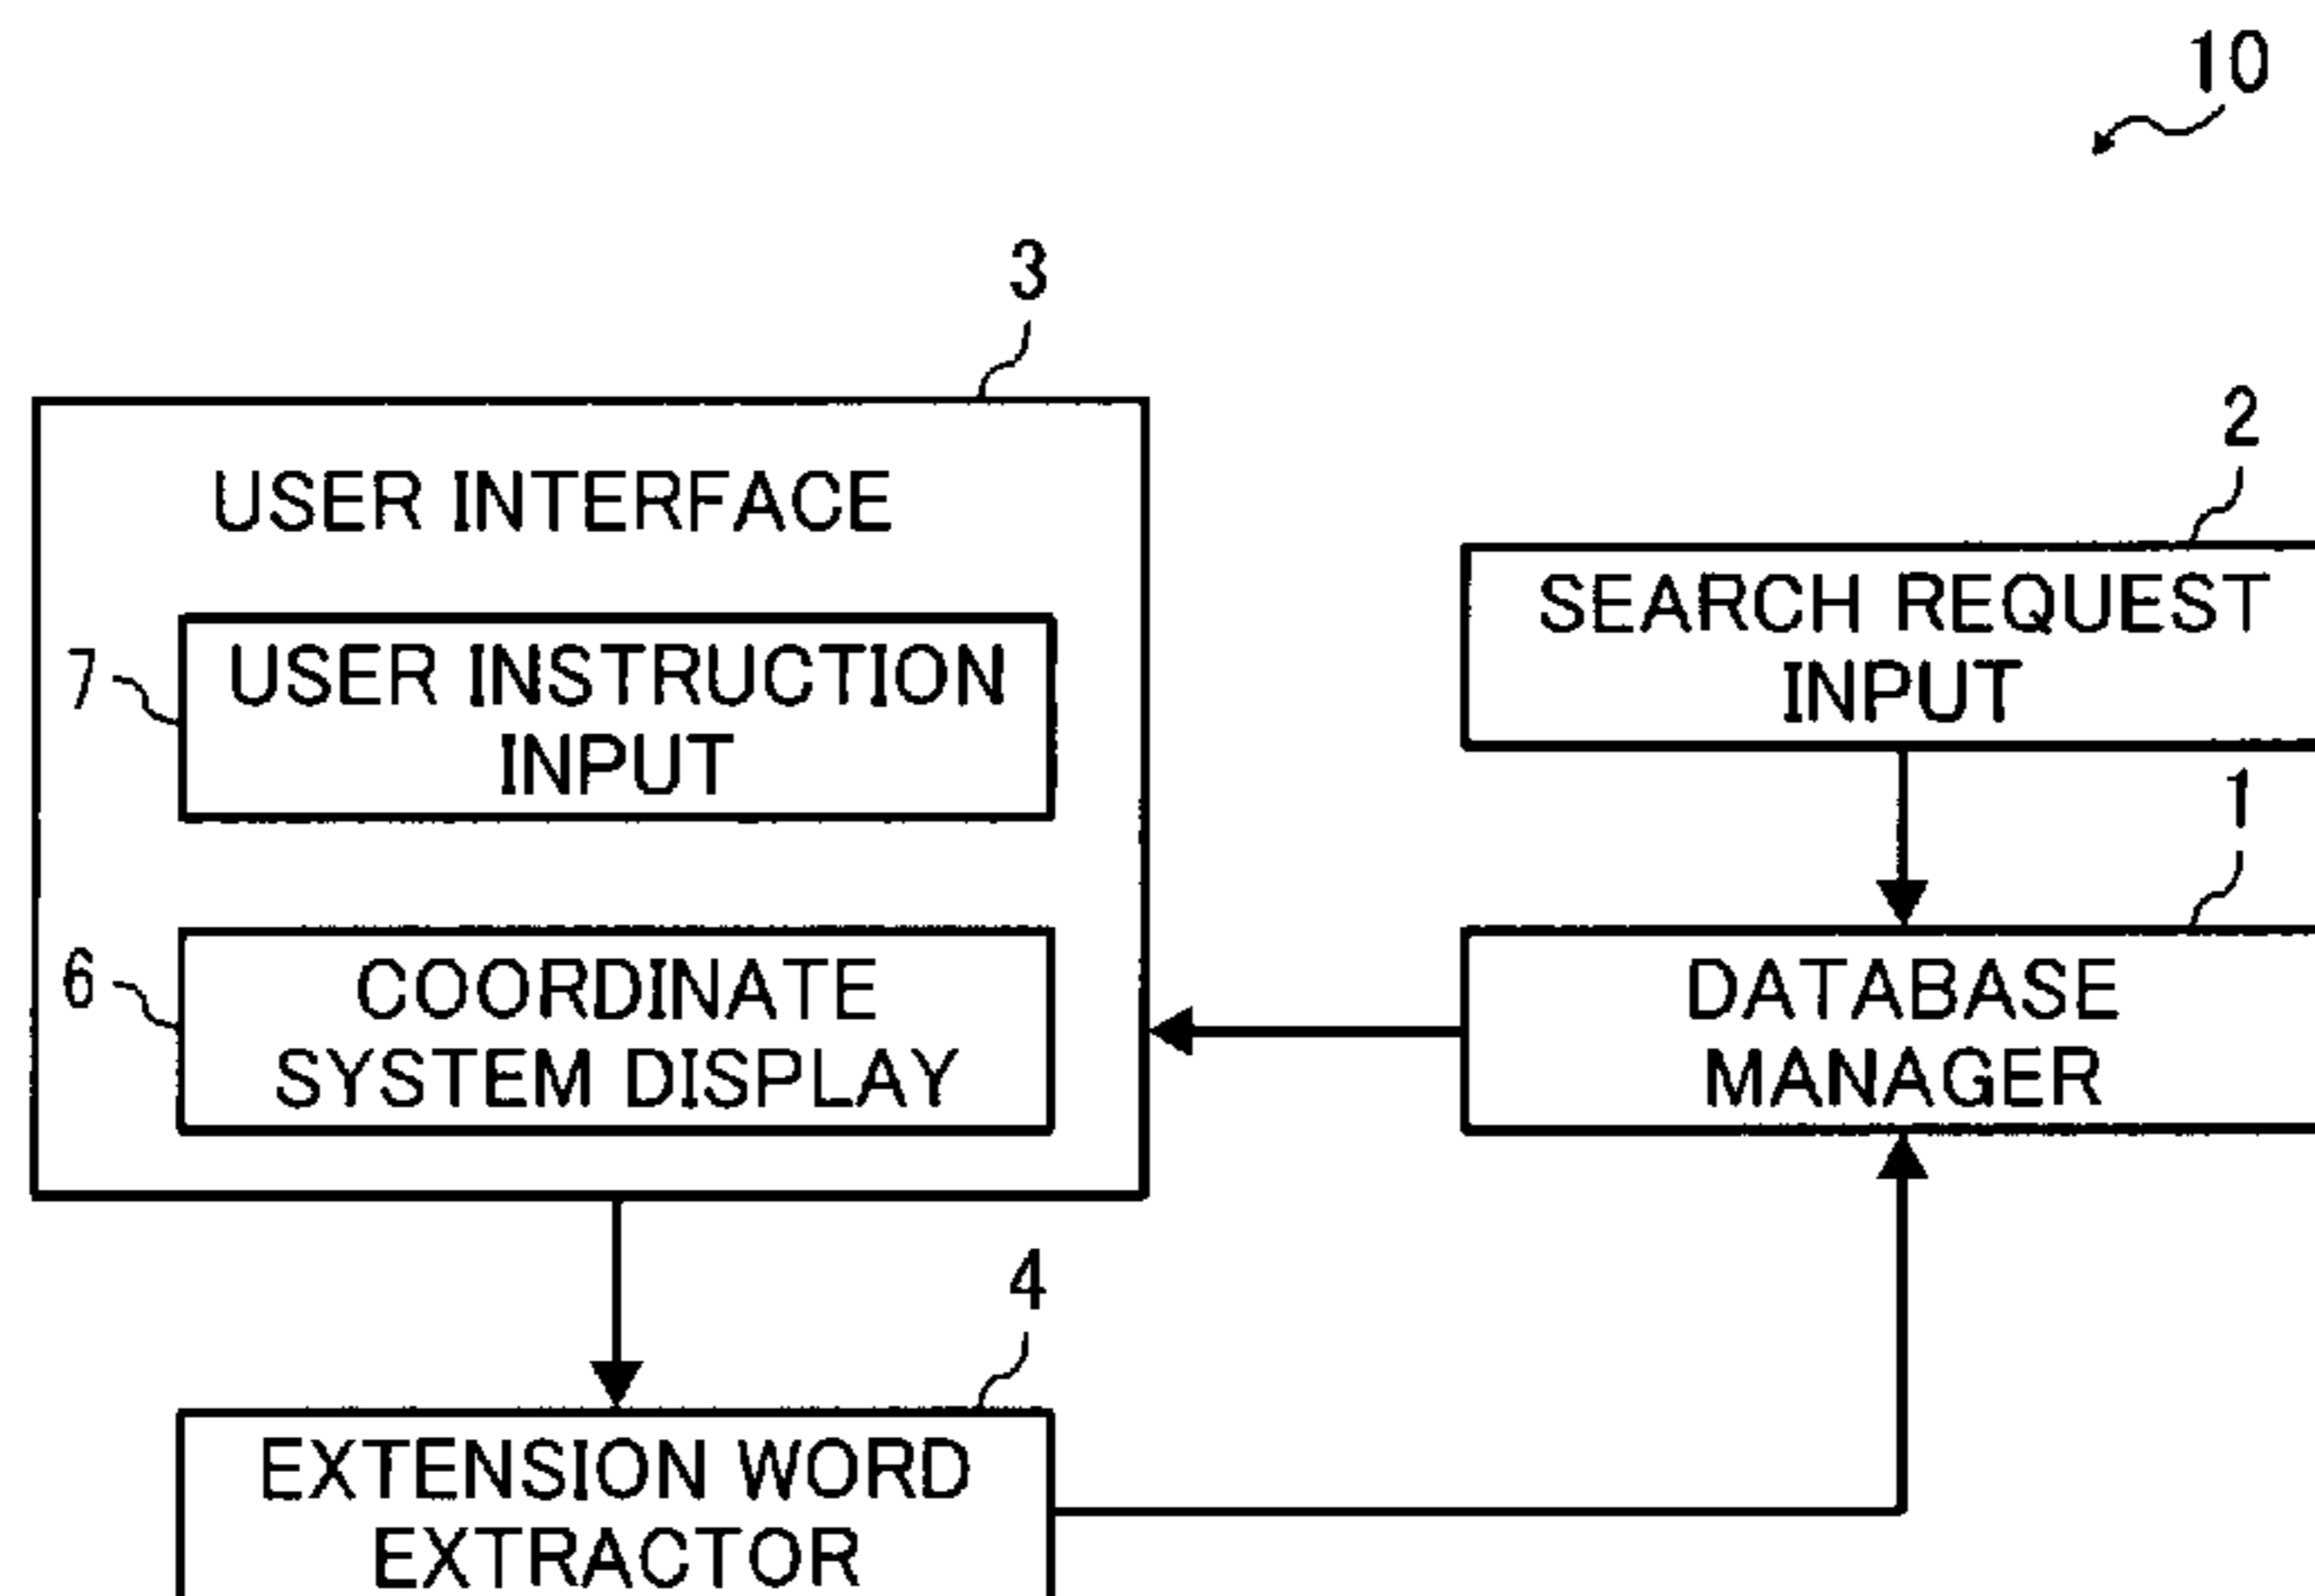 10
3
USER INTERFACE
2
SEARCH REQUEST
INPUT
7
USER INSTRUCTION
INPUT
1
6
COORDINATE
SYSTEM DISPLAY
DATABASE
MANAGER
4
EXTENSION WORD
EXTRACTOR